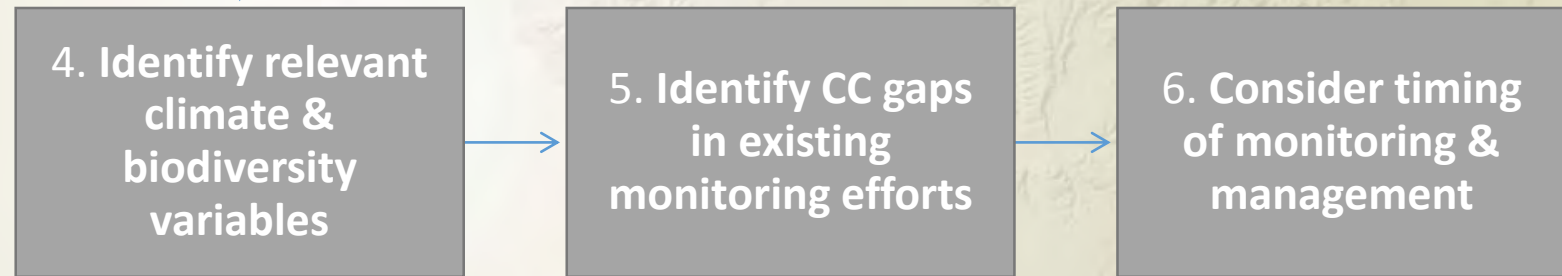 4. Identify relevant
climate &
biodiversity
variables
5. Identify CC gaps
in existing
monitoring efforts
6. Consider timing
of monitoring &
management